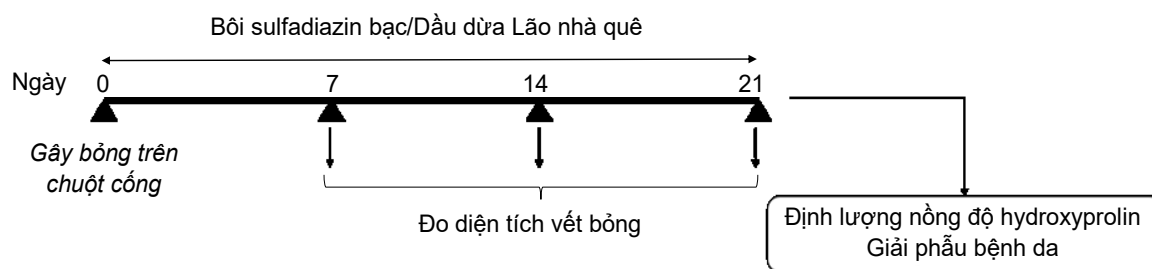 Bôi sulfadiazin bạc/Dầu dừa Lão nhà quê
Ngày 0 7 14 21
Gây bỏng trên
chuột cống
Đo diện tích vết bỏng
Định lượng nồng độ hydroxyprolin
Giải phẫu bệnh da